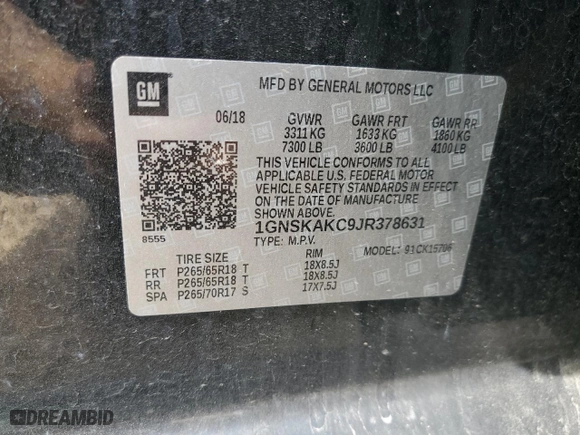 GM
MFD BY GENERAL MOTORS LLC
06/18 GVWR GAWR FRT GAWR RR
3311 KG 1633 KG 1860 KG
7300 LB 3600 LB 4100 LB
THIS VEHICLE CONFORMS TO ALL
APPLICABLE U.S. FEDERAL MOTOR
VEHICLE SAFETY STANDARDS IN EFFECT
ON THE DATE OF MANUFACTURE
SHOWN ABOVE.
8555
1GNSKAKC9JR378631
TYPE: M.P.V. MODEL: 91CK15706
TIRE SIZE RIM
FRT P265/65R18 T 18X8.5J
RR P265/65R18 T 18X8.5J
SPA P265/70R17 S 17X7.5J
DREAMBID